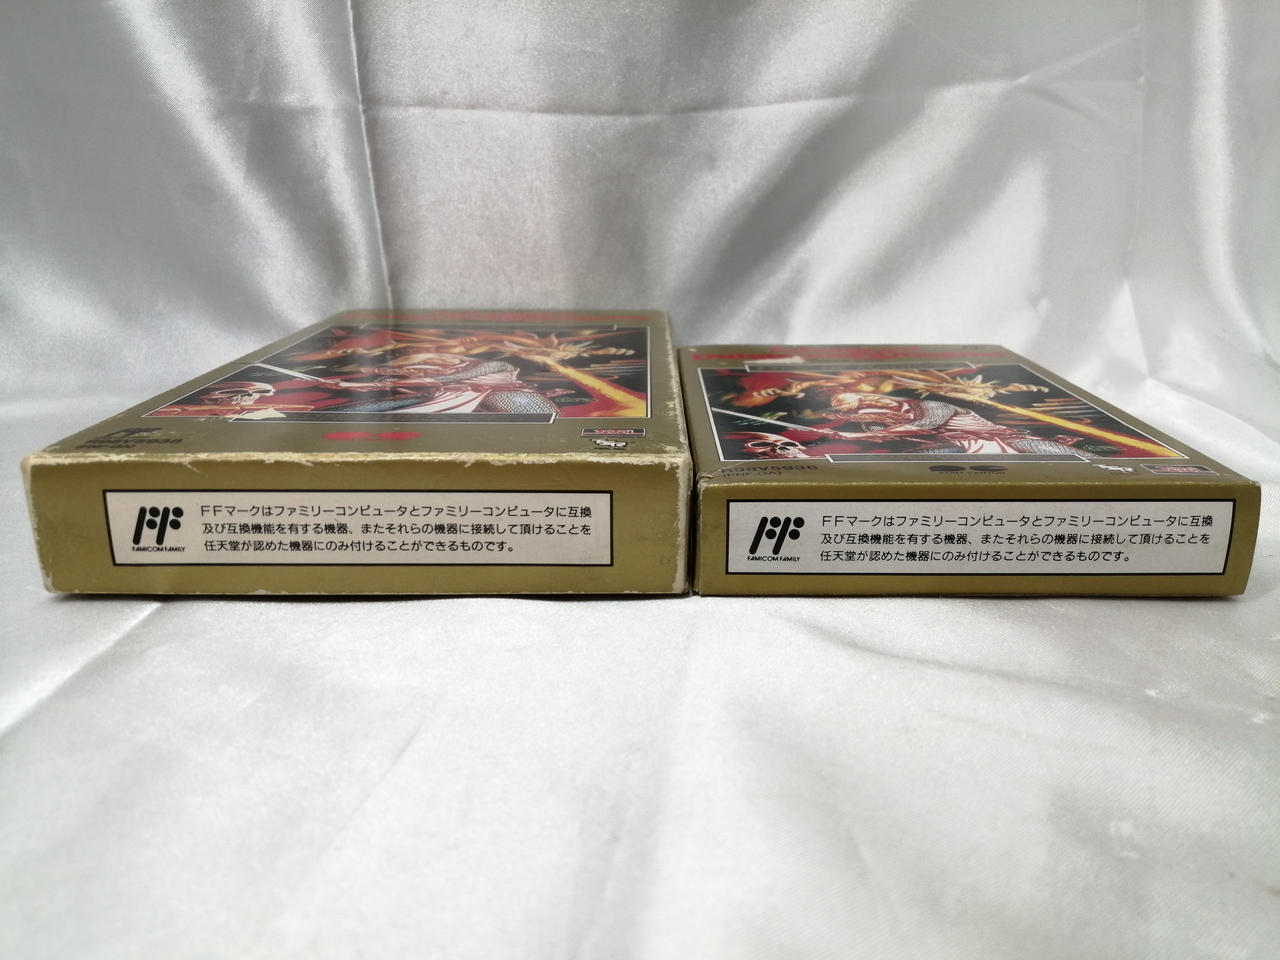 R98V5938
FFマークはファミリーコンピュータとファミリーコンピュータに互換
及び互換機能を有する機器、またそれらの機器に接続して頂けることを
任天堂が認めた機器にのみ付けることができるものです。
FAMICOM FAMILY
R98V5936
(PNF-DA)
PONY CANYON
FFマークはファミリーコンピュータとファミリーコンピュータに互換
及び互換機能を有する機器、またそれらの機器に接続して頂けることを
任天堂が認めた機器にのみ付けることができるものです。
FAMICOM FAMILY